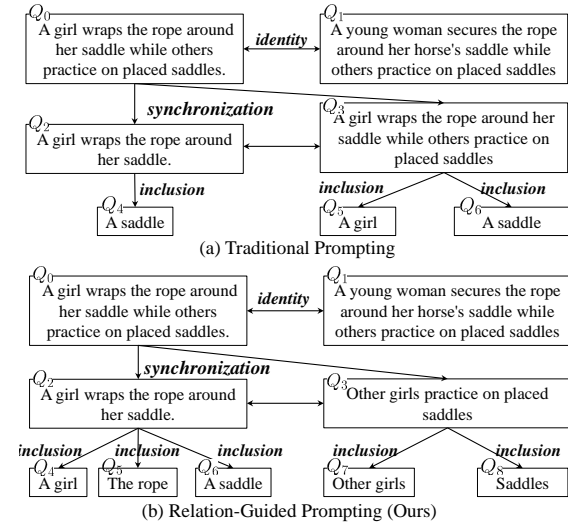 Q0
A girl wraps the rope around
her saddle while others
practice on placed saddles.
identity
Q1
A young woman secures the rope
around her horse's saddle while
others practice on placed saddles
synchronization
Q2
A girl wraps the rope around
her saddle.
Q3
A girl wraps the rope around her
saddle while others practice on
placed saddles
inclusion
inclusion
inclusion
Q4
A saddle
Q5
A girl
Q6
A saddle
(a) Traditional Prompting
Q0
A girl wraps the rope around
her saddle while others
practice on placed saddles.
identity
Q1
A young woman secures the rope
around her horse's saddle while
others practice on placed saddles
synchronization
Q2
A girl wraps the rope around
her saddle.
Q3
Other girls practice on placed
saddles
inclusion
inclusion
inclusion
inclusion
inclusion
Q4
A girl
Q5
The rope
Q6
A saddle
Q7
Other girls
Q8
Saddles
(b) Relation-Guided Prompting (Ours)